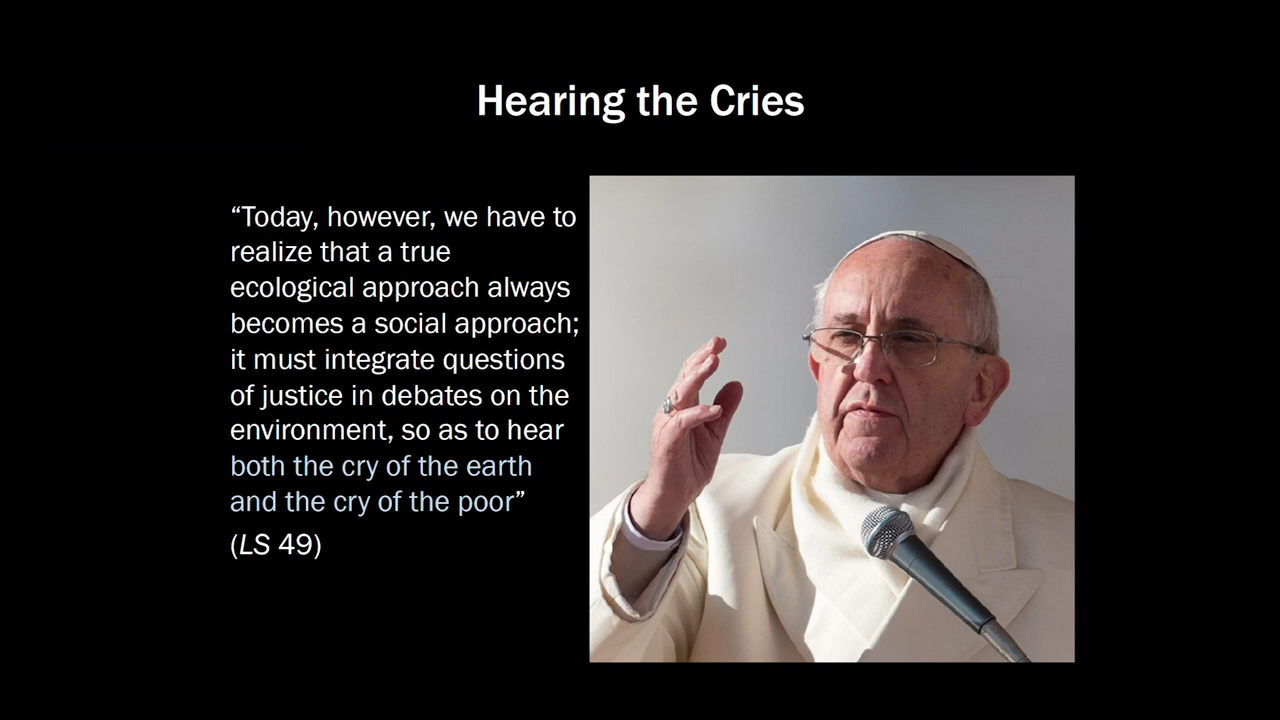 Hearing the Cries
“Today, however, we have to
realize that a true
ecological approach always
becomes a social approach;
it must integrate questions
of justice in debates on the
environment, so as to hear
both the cry of the earth
and the cry of the poor”
(LS 49)